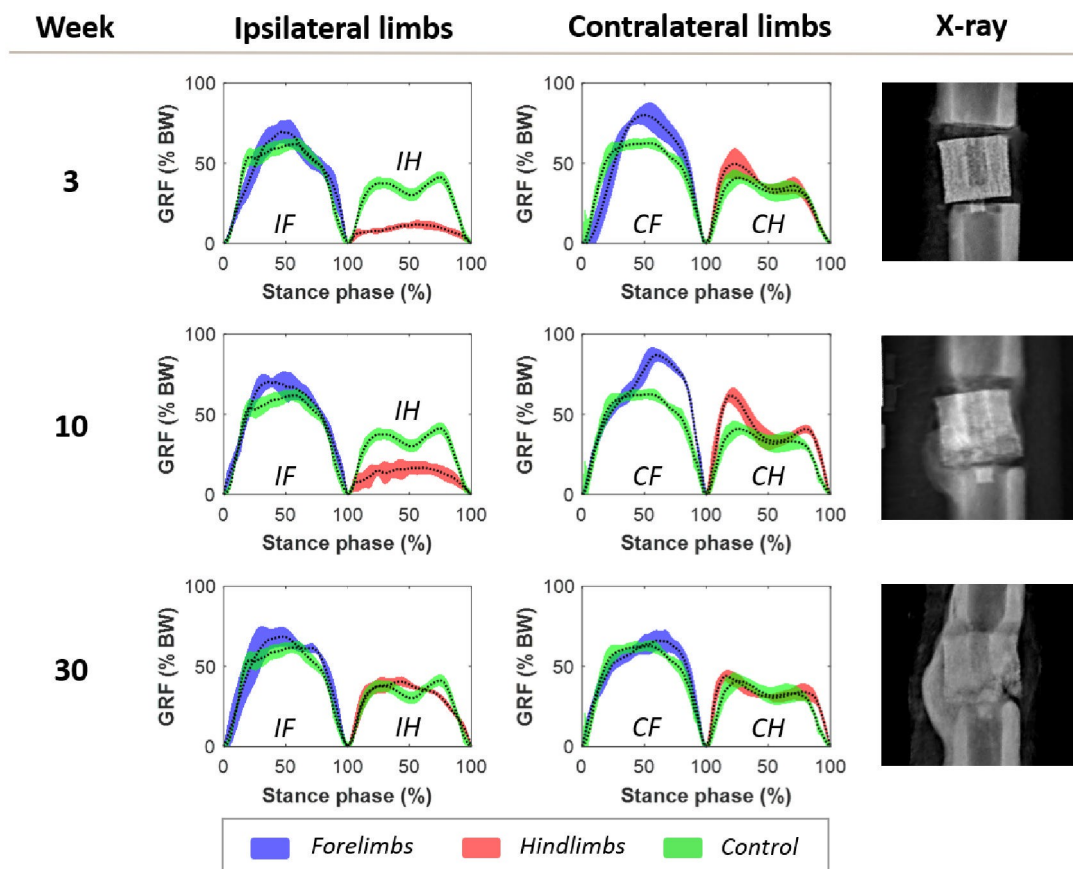 Week Ipsilateral limbs Contralateral limbs X-ray
3
GRF (% BW)
100
50
0
IF
IH
0 50 100 50 100
Stance phase (%)
GRF (% BW)
100
50
0
CF
CH
0 50 100 50 100
Stance phase (%)
10
GRF (% BW)
100
50
0
IF
IH
0 50 100 50 100
Stance phase (%)
GRF (% BW)
100
50
0
CF
CH
0 50 100 50 100
Stance phase (%)
30
GRF (% BW)
100
50
0
IF
IH
0 50 100 50 100
Stance phase (%)
GRF (% BW)
100
50
0
CF
CH
0 50 100 50 100
Stance phase (%)
Forelimbs Hindlimbs Control